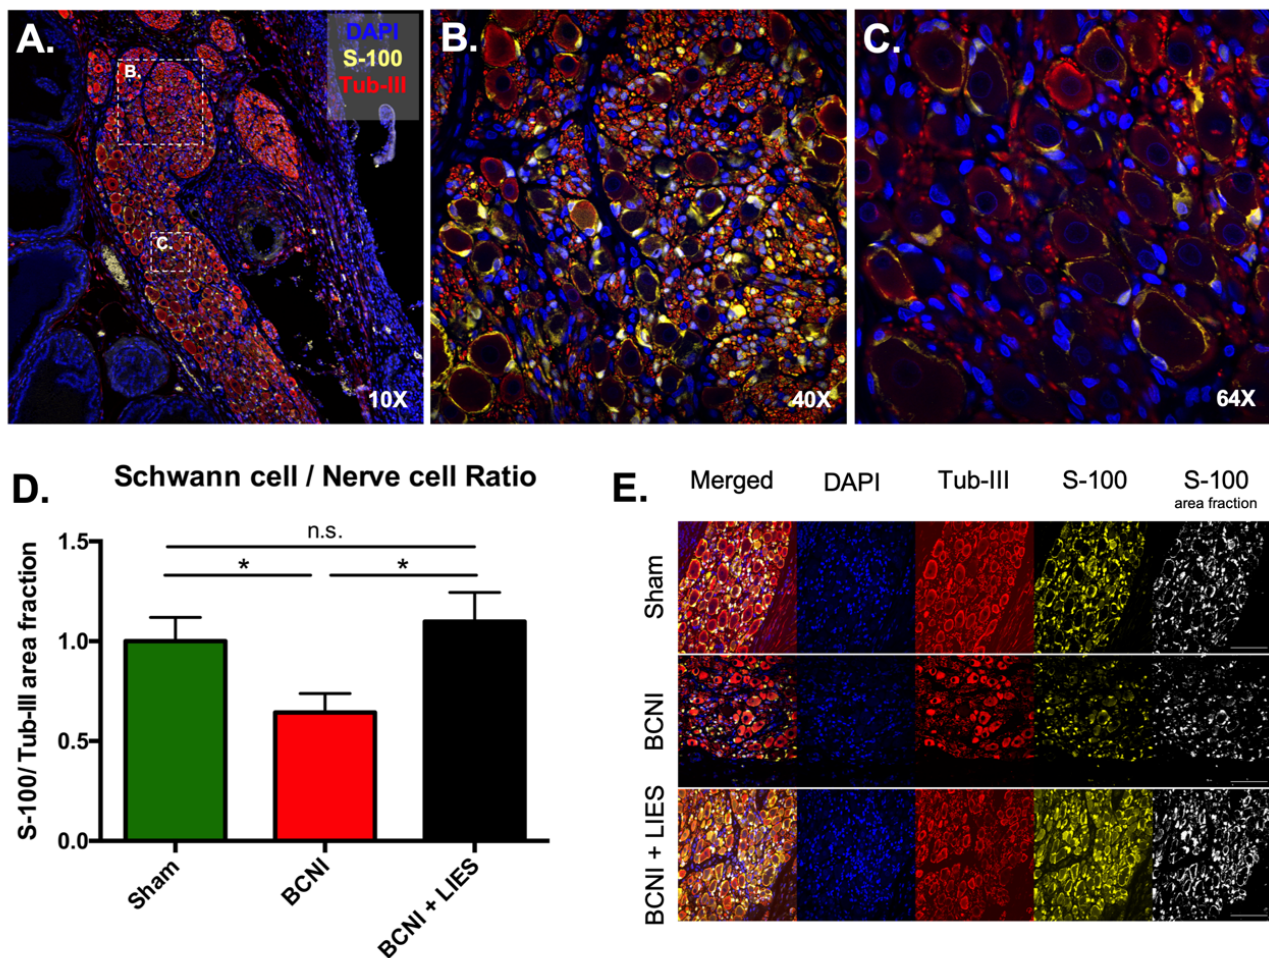 A.
DAPI
S-100
Tub-III
B.
C.
10X
B.
40X
C.
64X
D.
Schwann cell / Nerve cell Ratio
S-100/ Tub-III area fraction
1.5
1.0
0.5
0.0
n.s.
*
*
Sham
BCNI
BCNI + LIES
E.
Merged
DAPI
Tub-III
S-100
S-100
area fraction
Sham
BCNI
BCNI + LIES